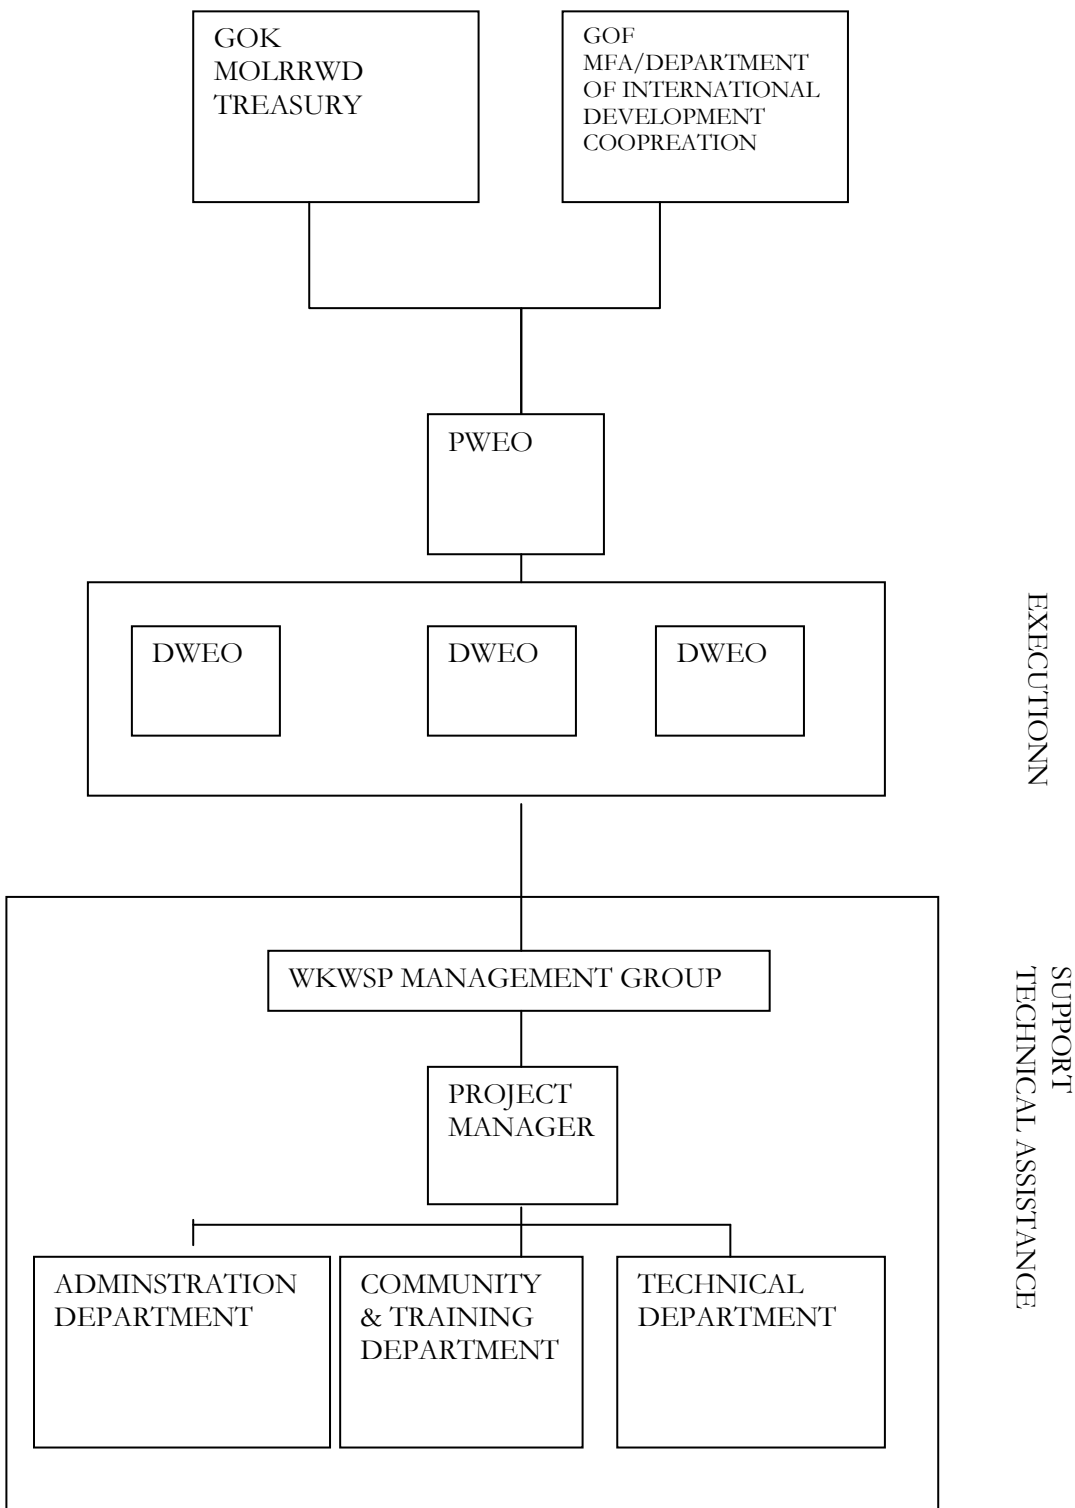 GOK
MOLRRWD
TREASURY
GOF
MFA/DEPARTMENT
OF INTERNATIONAL
DEVELOPMENT
COOPREATION
PWEO
DWEO
DWEO
DWEO
EXECUTIONN
WKWSP MANAGEMENT GROUP
PROJECT
MANAGER
SUPPORT
TECHNICAL ASSISTANCE
ADMINSTRATION
DEPARTMENT
COMMUNITY
& TRAINING
DEPARTMENT
TECHNICAL
DEPARTMENT